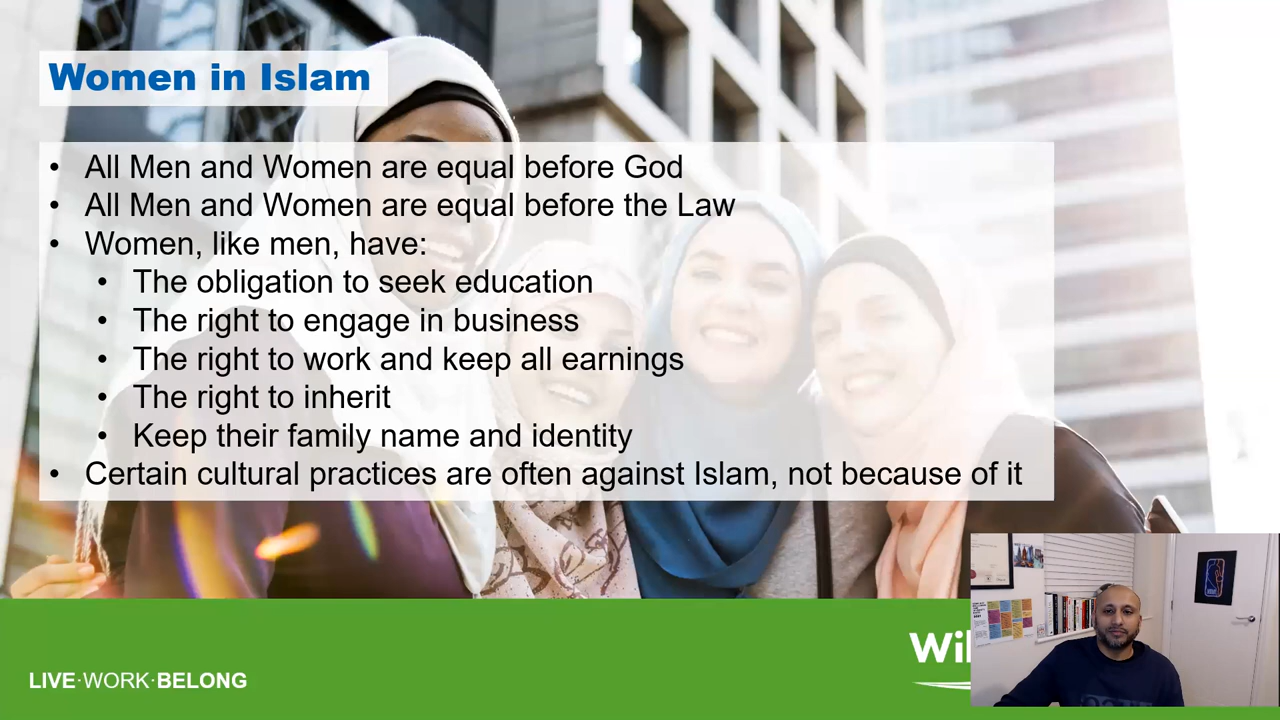 Women in Islam
• All Men and Women are equal before God
• All Men and Women are equal before the Law
• Women, like men, have:
• The obligation to seek education
• The right to engage in business
• The right to work and keep all earnings
• The right to inherit
• Keep their family name and identity
• Certain cultural practices are often against Islam, not because of it
LIVE·WORK·BELONG